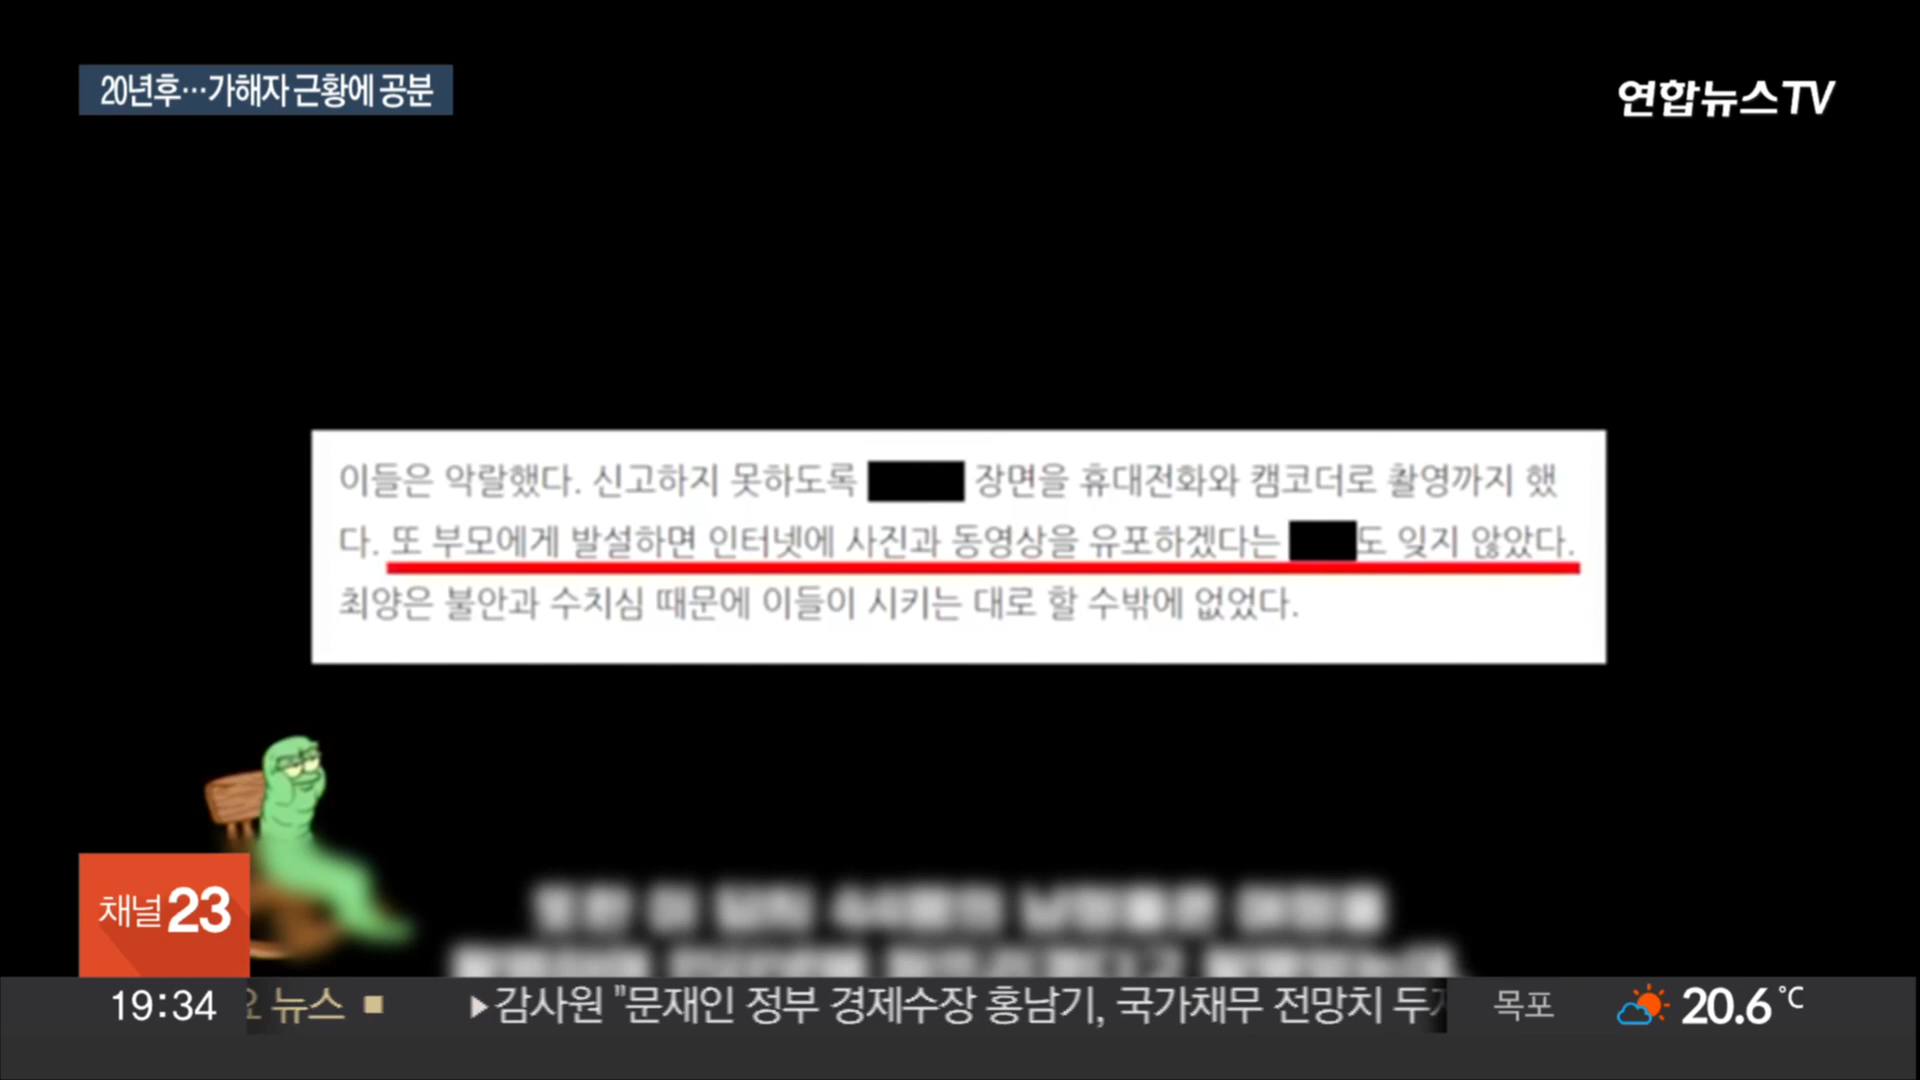 20년후…가해자 근황에 공분
연합뉴스TV
이들은 악랄했다. 신고하지 못하도록 장면을 휴대전화와 캠코더로 촬영까지 했
다. 또 부모에게 발설하면 인터넷에 사진과 동영상을 유포하겠다는 도 잊지 않았다.
최양은 불안과 수치심 때문에 이들이 시키는 대로 할 수밖에 없었다.
채널23
19:34
뉴스 ■ ▶감사원 "문재인 정부 경제수장 홍남기, 국가채무 전망치
목포 20.6℃